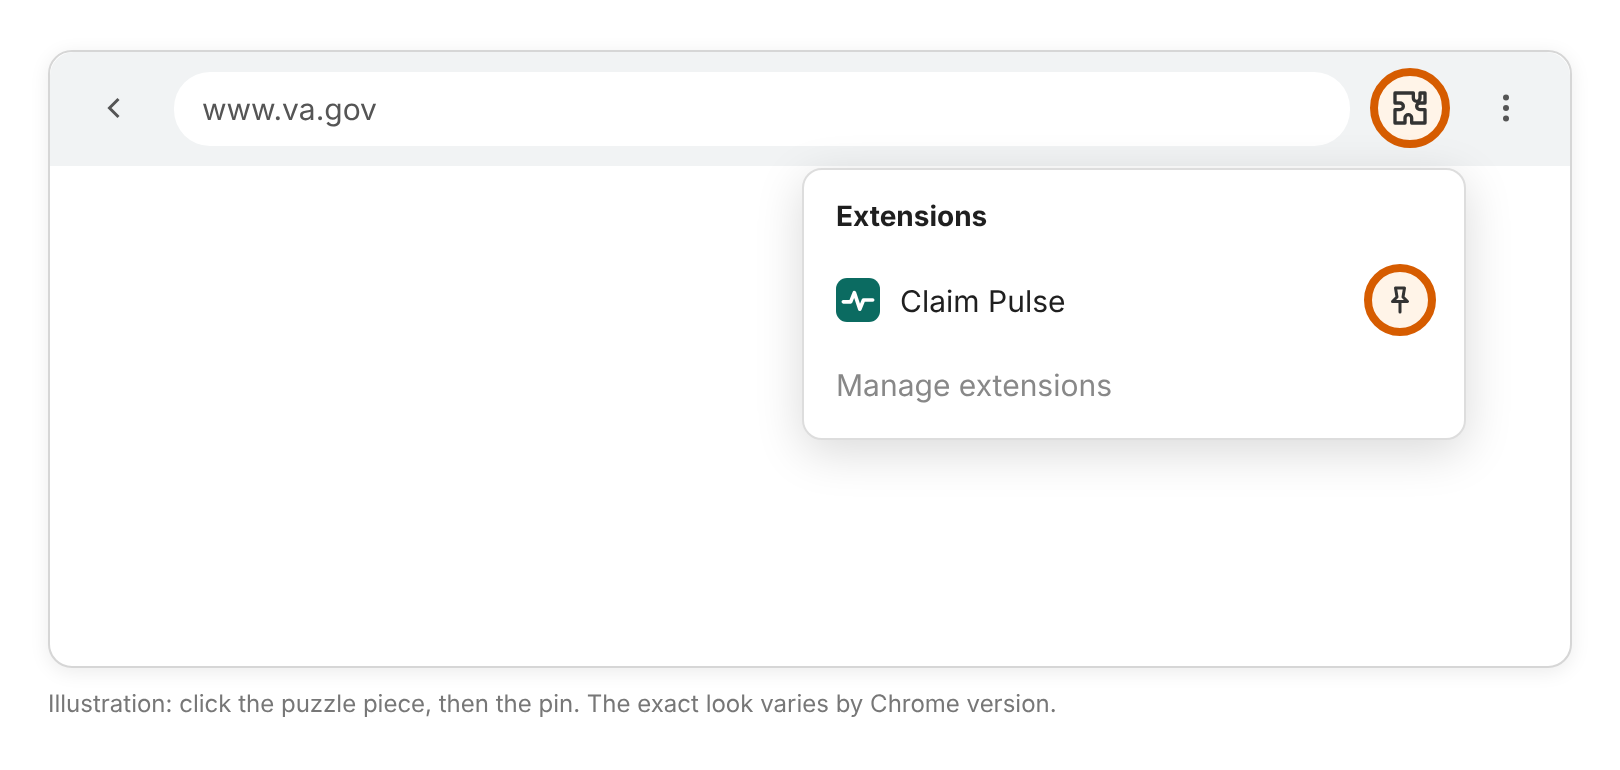 www.va.gov
Extensions
Claim Pulse
Manage extensions
Illustration: click the puzzle piece, then the pin. The exact look varies by Chrome version.